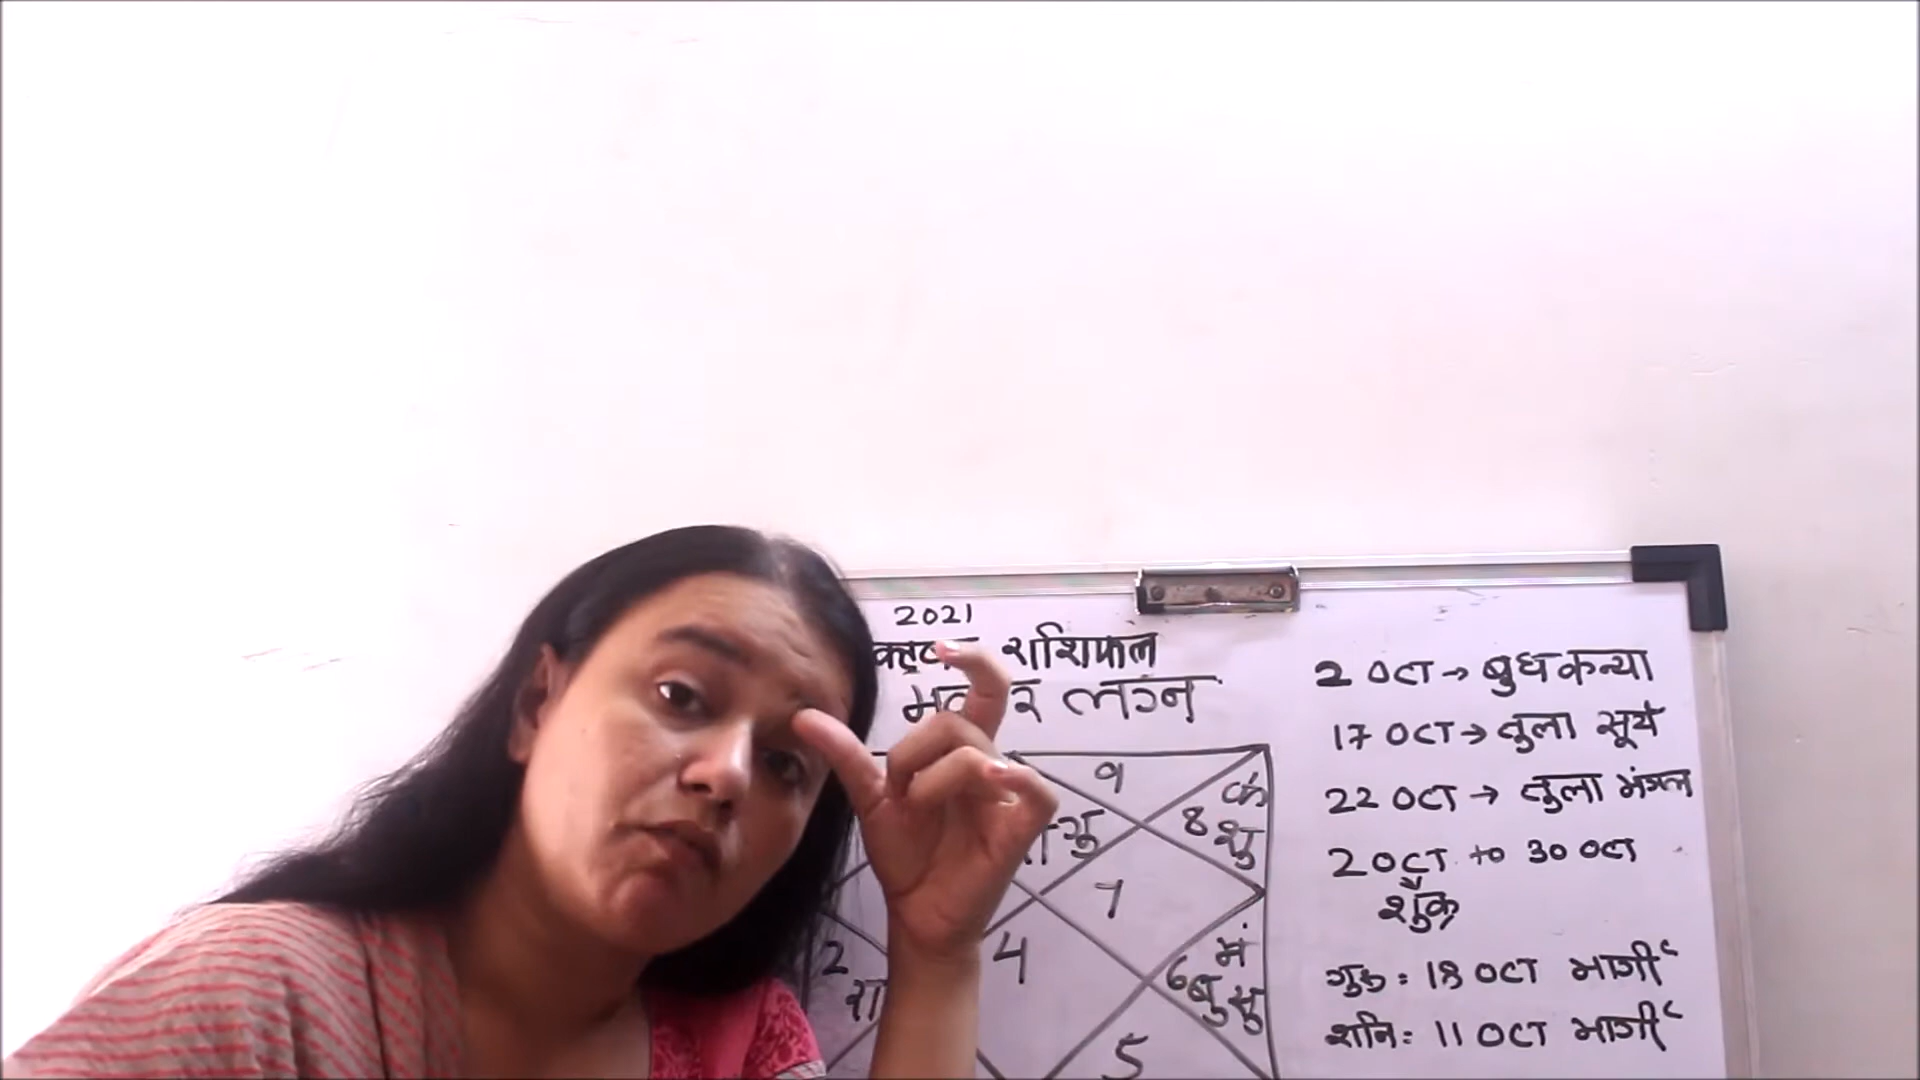 2021
राशिफल
लग्न
9
के
8 शु
गु
7
2
रा
4
मं
6 बु सु
5
2 OCT → बुध कन्या
17 OCT → तुला सूर्य
22 OCT → तुला मंगल
2 OCT to 30 OCT
शुक्र
गुरु : 18 OCT मार्गी
शनि : 11 OCT मार्गी